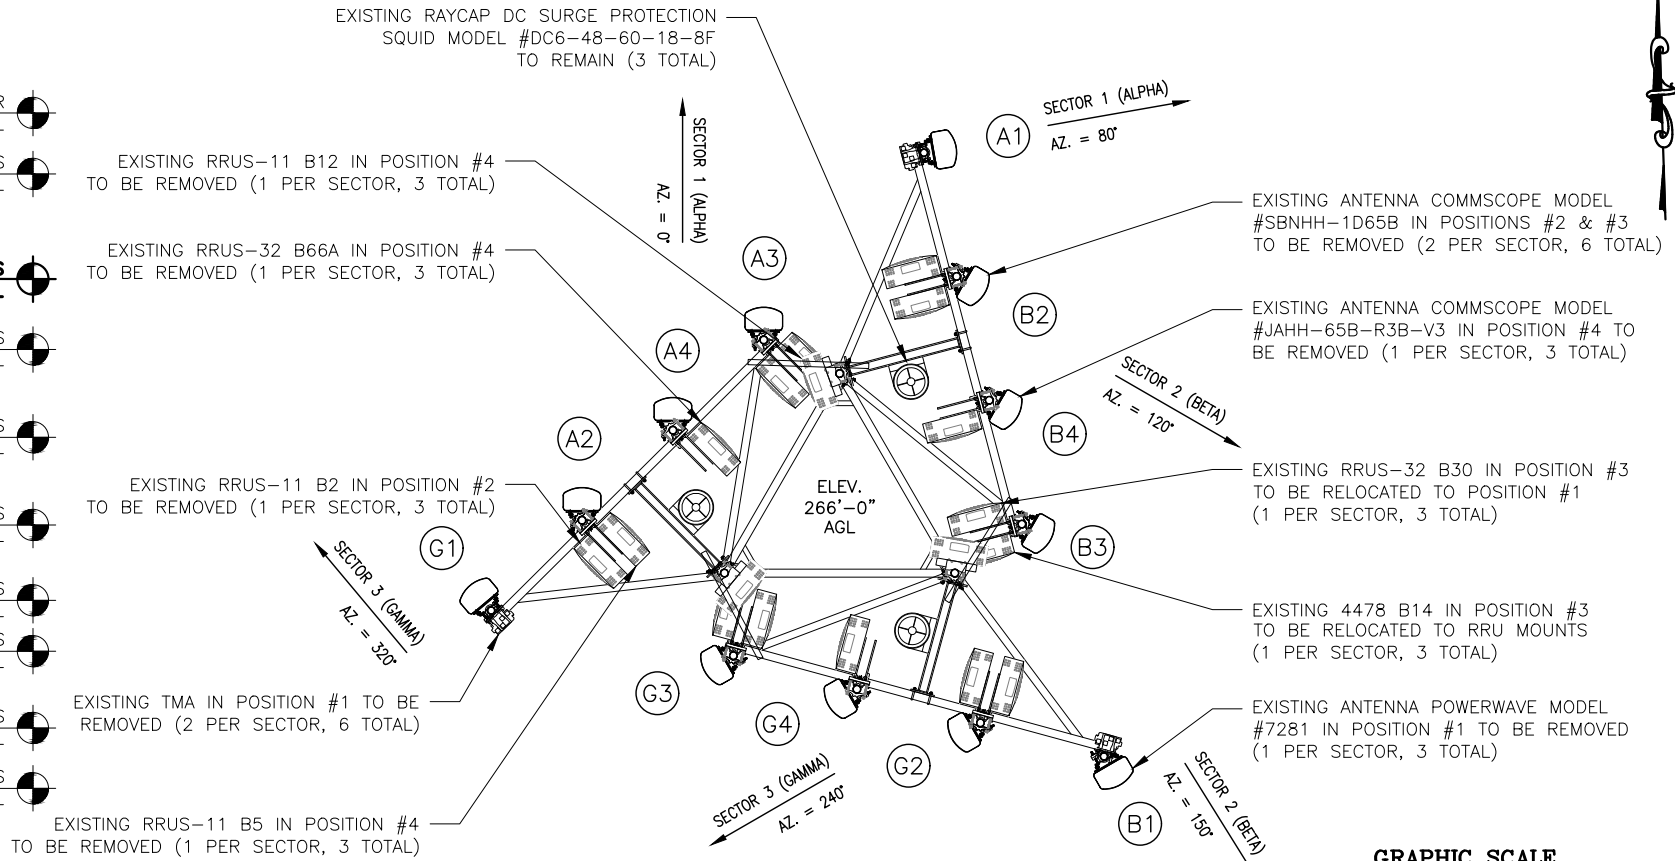 EXISTING RAYCAP DC SURGE PROTECTION
SQUID MODEL #DC6-48-60-18-8F
TO REMAIN (3 TOTAL)
R
S
S
S
S
S
S
S
S
S
EXISTING RRUS-11 B12 IN POSITION #4
TO BE REMOVED (1 PER SECTOR, 3 TOTAL)
EXISTING RRUS-32 B66A IN POSITION #4
TO BE REMOVED (1 PER SECTOR, 3 TOTAL)
EXISTING RRUS-11 B2 IN POSITION #2
TO BE REMOVED (1 PER SECTOR, 3 TOTAL)
EXISTING TMA IN POSITION #1 TO BE
REMOVED (2 PER SECTOR, 6 TOTAL)
EXISTING RRUS-11 B5 IN POSITION #4
TO BE REMOVED (1 PER SECTOR, 3 TOTAL)
SECTOR 1 (ALPHA)
AZ. = 0°
SECTOR 1 (ALPHA)
AZ. = 80°
A1
A3
A4
A2
G1
SECTOR 3 (GAMMA)
AZ. = 320°
ELEV.
266'-0"
AGL
B2
B4
B3
SECTOR 2 (BETA)
AZ. = 120°
G3
G4
G2
B1
SECTOR 3 (GAMMA)
AZ. = 240°
SECTOR 2 (BETA)
AZ. = 150°
EXISTING ANTENNA COMMSCOPE MODEL
#SBNHH-1D65B IN POSITIONS #2 & #3
TO BE REMOVED (2 PER SECTOR, 6 TOTAL)
EXISTING ANTENNA COMMSCOPE MODEL
#JAHH-65B-R3B-V3 IN POSITION #4 TO
BE REMOVED (1 PER SECTOR, 3 TOTAL)
EXISTING RRUS-32 B30 IN POSITION #3
TO BE RELOCATED TO POSITION #1
(1 PER SECTOR, 3 TOTAL)
EXISTING 4478 B14 IN POSITION #3
TO BE RELOCATED TO RRU MOUNTS
(1 PER SECTOR, 3 TOTAL)
EXISTING ANTENNA POWERWAVE MODEL
#7281 IN POSITION #1 TO BE REMOVED
(1 PER SECTOR, 3 TOTAL)
GRAPHIC SCALE